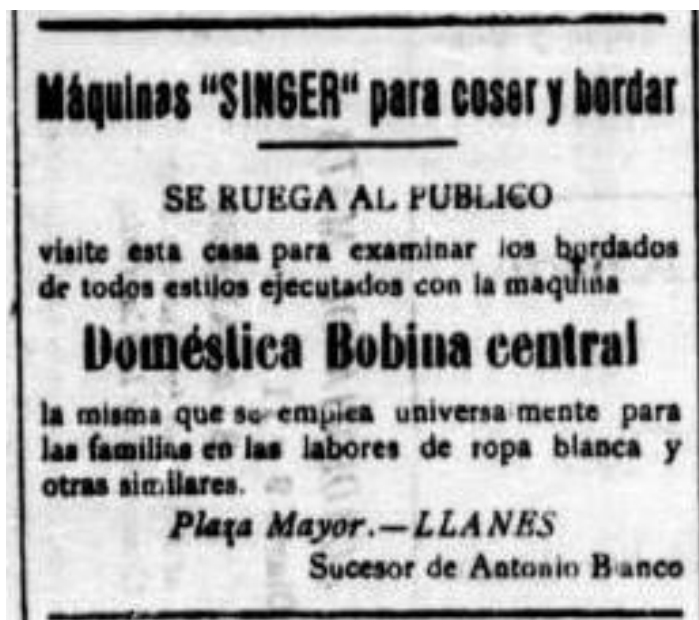 Máquinas "SINGER" para coser y bordar
SE RUEGA AL PUBLICO
visite esta casa para examinar los bordados
de todos estilos ejecutados con la maquina
Doméstica Bobina central
la misma que se emplea universalmente para
las familias en las labores de ropa blanca y
otras similares.
Plaza Mayor.—LLANES
Sucesor de Antonio Blanco